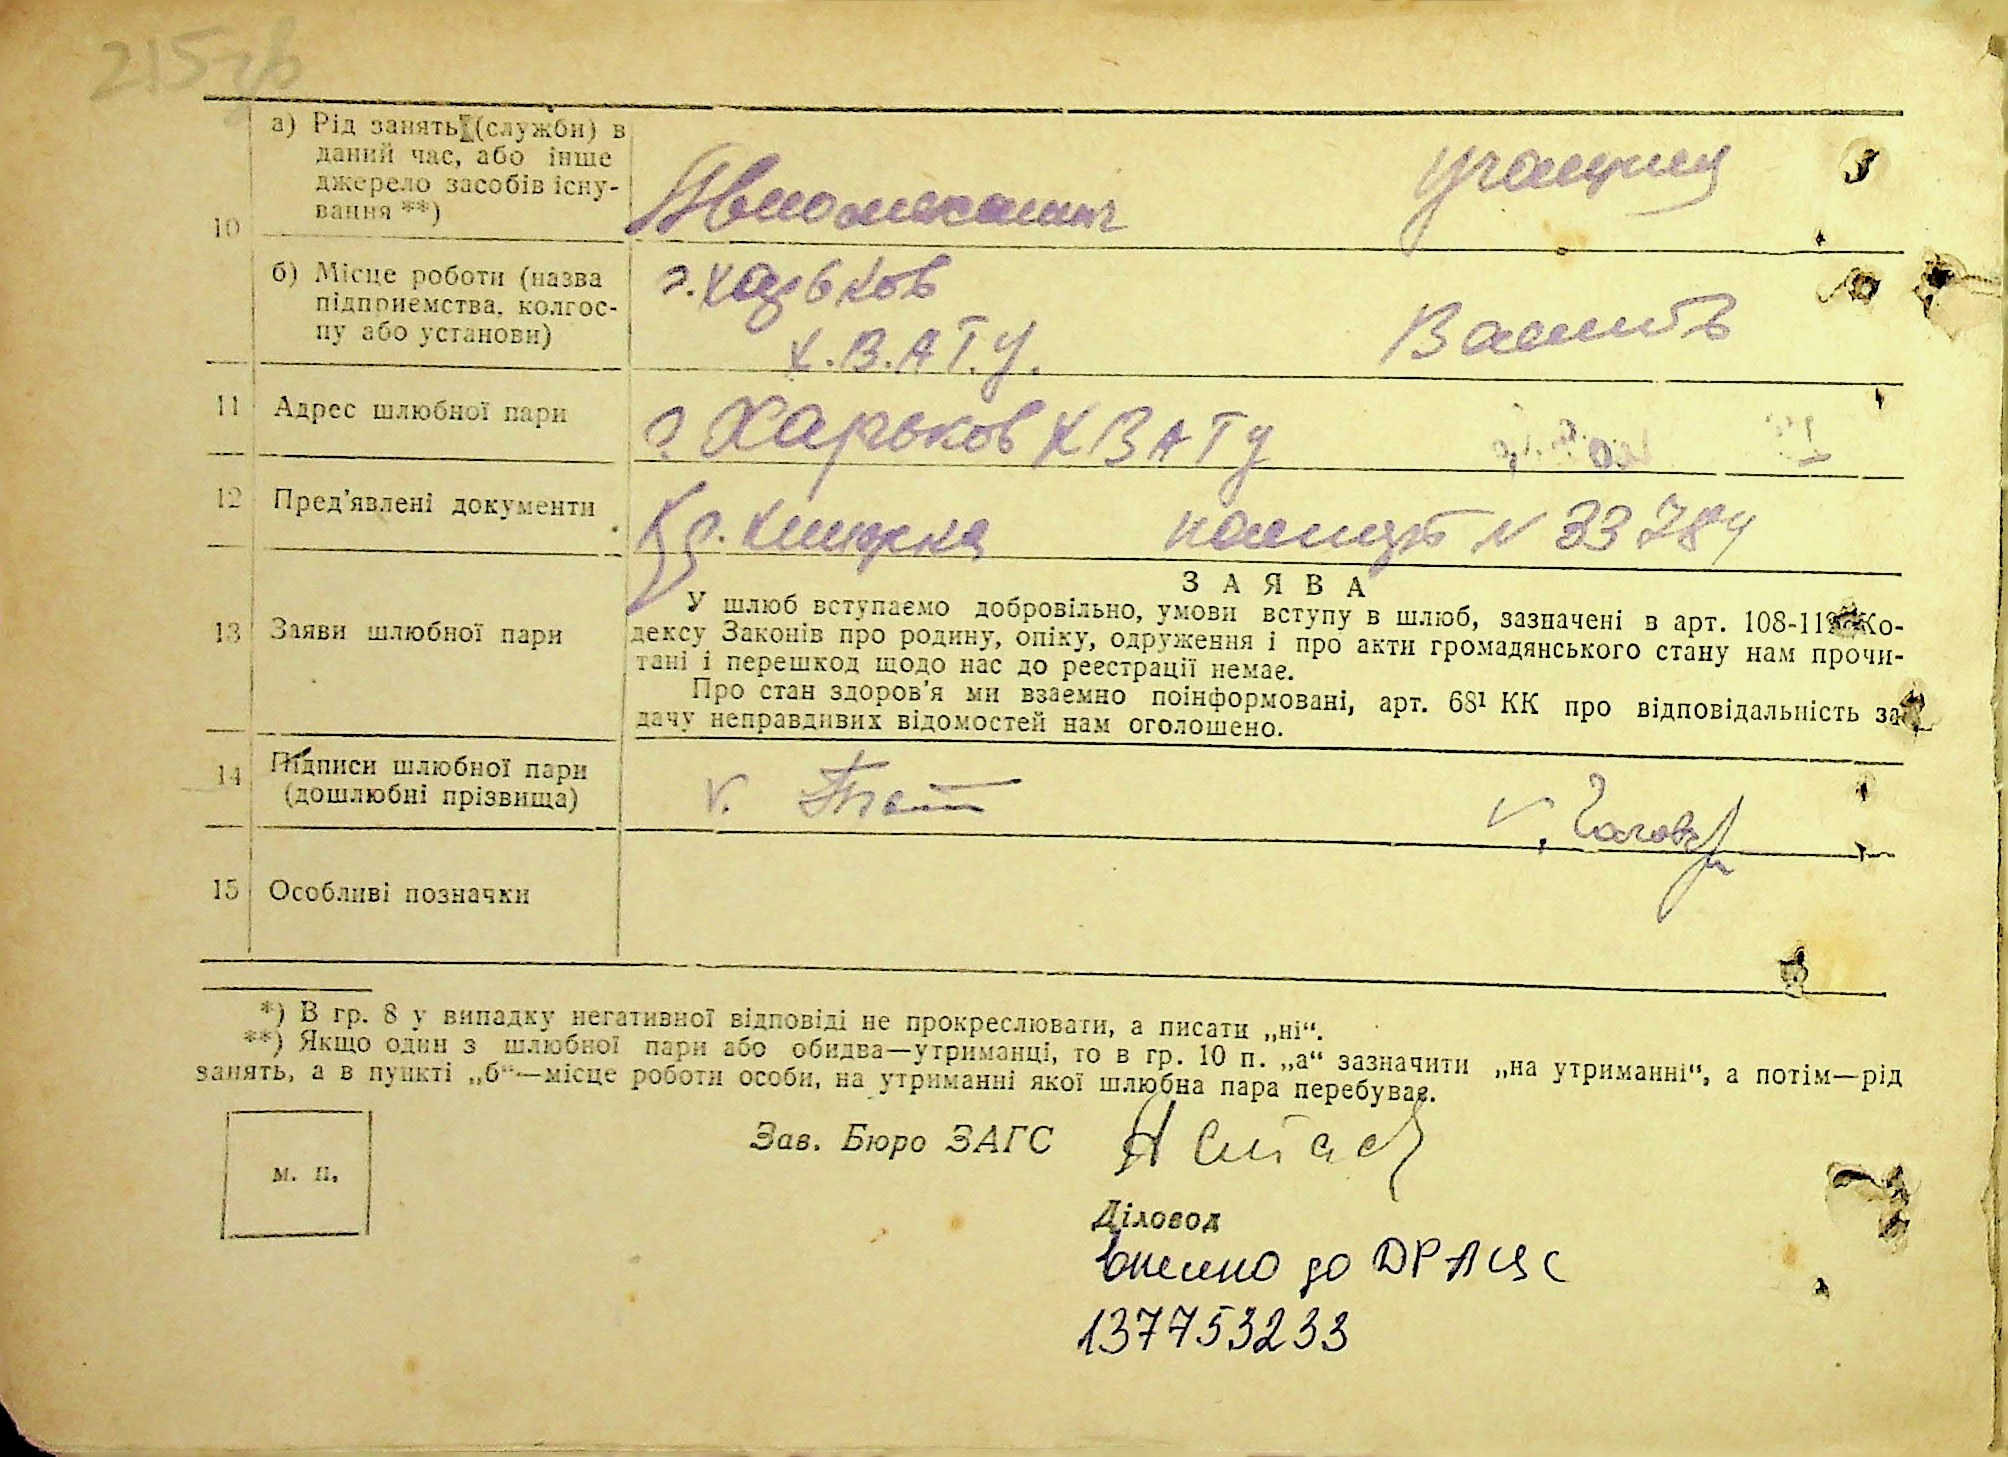 215зв
а) Рід занять (служби) в
даний час, або інше
джерело засобів існу-
вання **)
10
Автомеханик
учащийся
б) Місце роботи (назва
підприємства, колгос-
пу або установи)
г. Харьков
Х.В.А.Т.У.
11 Адрес шлюбної пари
г. Харьков ХВАТУ
12 Пред'явлені документи
Кр. книжка паспорт N 33784
13 Заяви шлюбної пари
ЗАЯВА
У шлюб вступаємо добровільно, умови вступу в шлюб, зазначені в арт. 108-11 Ко-
дексу Законів про родину, опіку, одруження і про акти громадянського стану нам прочи-
тані і перешкод щодо нас до реєстрації немає.
Про стан здоров'я ми взаємно поінформовані, арт. 68¹ КК про відповідальність за
дачу неправдивих відомостей нам оголошено.
14 Підписи шлюбної пари
(дошлюбні прізвища)
v.
v.
15 Особливі позначки
*) В гр. 8 у випадку негативної відповіді не прокреслювати, а писати „ні“.
**) Якщо один з шлюбної пари або обидва—утриманці, то в гр. 10 п. „а“ зазначити „на утриманні“, а потім—рід
занять, а в пункті „б“—місце роботи особи, на утриманні якої шлюбна пара перебуває.
м. п.
Зав. Бюро ЗАГС
Діловод
внесено до ДРАЦС
137753233